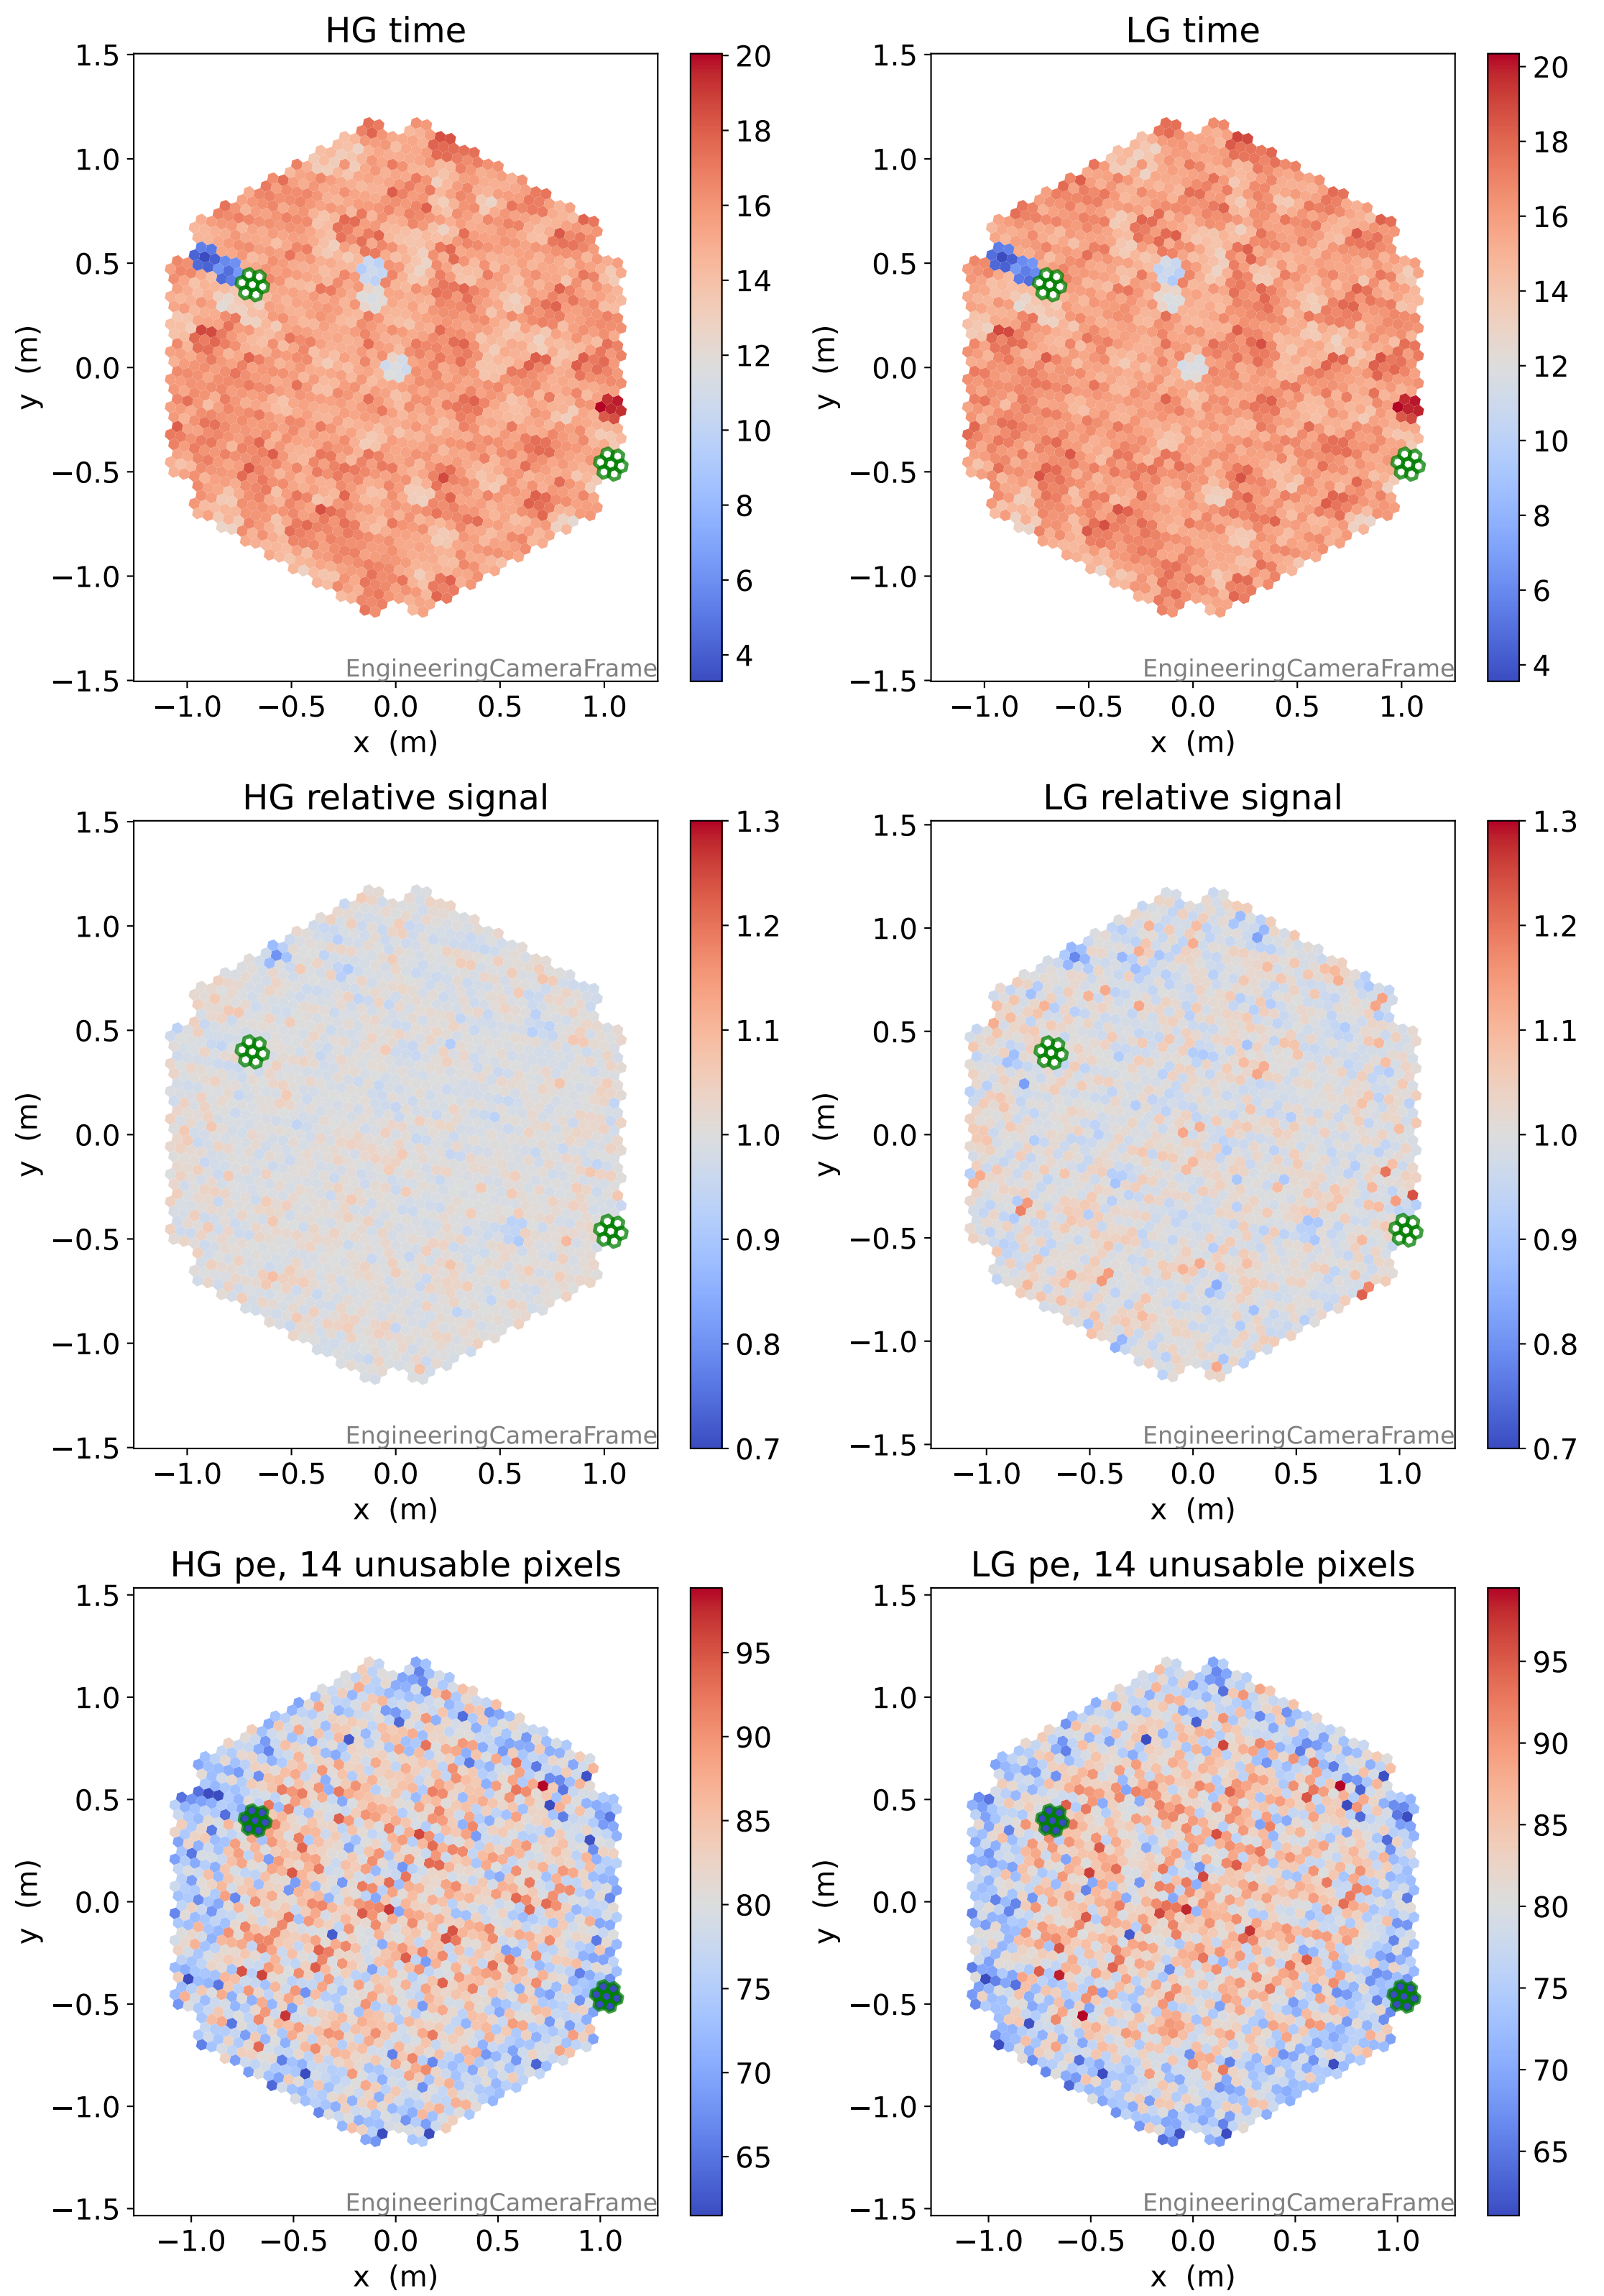 HG time
LG time
1.5
1.0
0.5
0.0
−0.5
−1.0
−1.5
y (m)
−1.0 −0.5 0.0 0.5 1.0
x (m)
EngineeringCameraFrame
20
18
16
14
12
10
8
6
4
1.5
1.0
0.5
0.0
−0.5
−1.0
−1.5
y (m)
−1.0 −0.5 0.0 0.5 1.0
x (m)
EngineeringCameraFrame
20
18
16
14
12
10
8
6
4
HG relative signal
LG relative signal
1.5
1.0
0.5
0.0
−0.5
−1.0
−1.5
y (m)
−1.0 −0.5 0.0 0.5 1.0
x (m)
EngineeringCameraFrame
1.3
1.2
1.1
1.0
0.9
0.8
0.7
1.5
1.0
0.5
0.0
−0.5
−1.0
−1.5
y (m)
−1.0 −0.5 0.0 0.5 1.0
x (m)
EngineeringCameraFrame
1.3
1.2
1.1
1.0
0.9
0.8
0.7
HG pe, 14 unusable pixels
LG pe, 14 unusable pixels
1.5
1.0
0.5
0.0
−0.5
−1.0
−1.5
y (m)
−1.0 −0.5 0.0 0.5 1.0
x (m)
EngineeringCameraFrame
95
90
85
80
75
70
65
1.5
1.0
0.5
0.0
−0.5
−1.0
−1.5
y (m)
−1.0 −0.5 0.0 0.5 1.0
x (m)
EngineeringCameraFrame
95
90
85
80
75
70
65